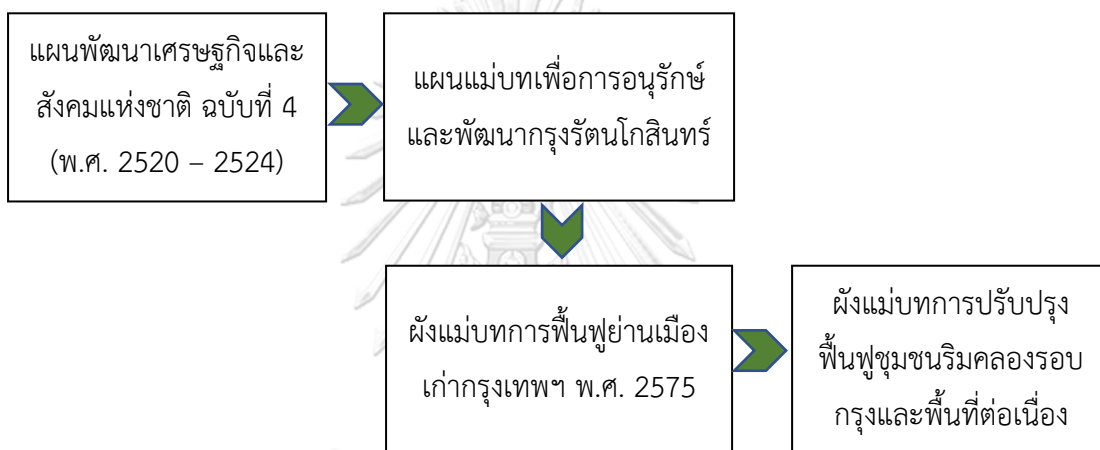 แผนพัฒนาเศรษฐกิจและ
สังคมแห่งชาติ ฉบับที่ 4
(พ.ศ. 2520 – 2524)
แผนแม่บทเพื่อการอนุรักษ์
และพัฒนากรุงรัตนโกสินทร์
ผังแม่บทการฟื้นฟูย่านเมือง
เก่ากรุงเทพฯ พ.ศ. 2575
ผังแม่บทการปรับปรุง
ฟื้นฟูชุมชนริมคลองรอบ
กรุงและพื้นที่ต่อเนื่อง